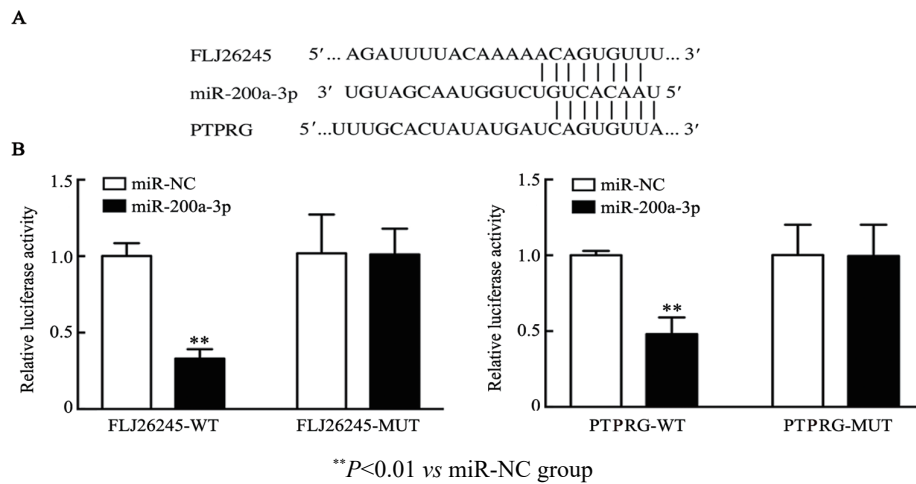 A
FLJ26245 5′... AGAUUUUACAAAAACAGUGUUU... 3′
miR-200a-3p 3′ UGUAGCAAUGGUCUGUCACAAU 5′
PTPRG 5′...UUUGCACUAUAUGAUCAGUGUUA... 3′
B
Relative luciferase activity
1.5
1.0
0.5
0
miR-NC
miR-200a-3p
**
FLJ26245-WT FLJ26245-MUT
Relative luciferase activity
1.5
1.0
0.5
0
miR-NC
miR-200a-3p
**
PTPRG-WT PTPRG-MUT
**P<0.01 vs miR-NC group